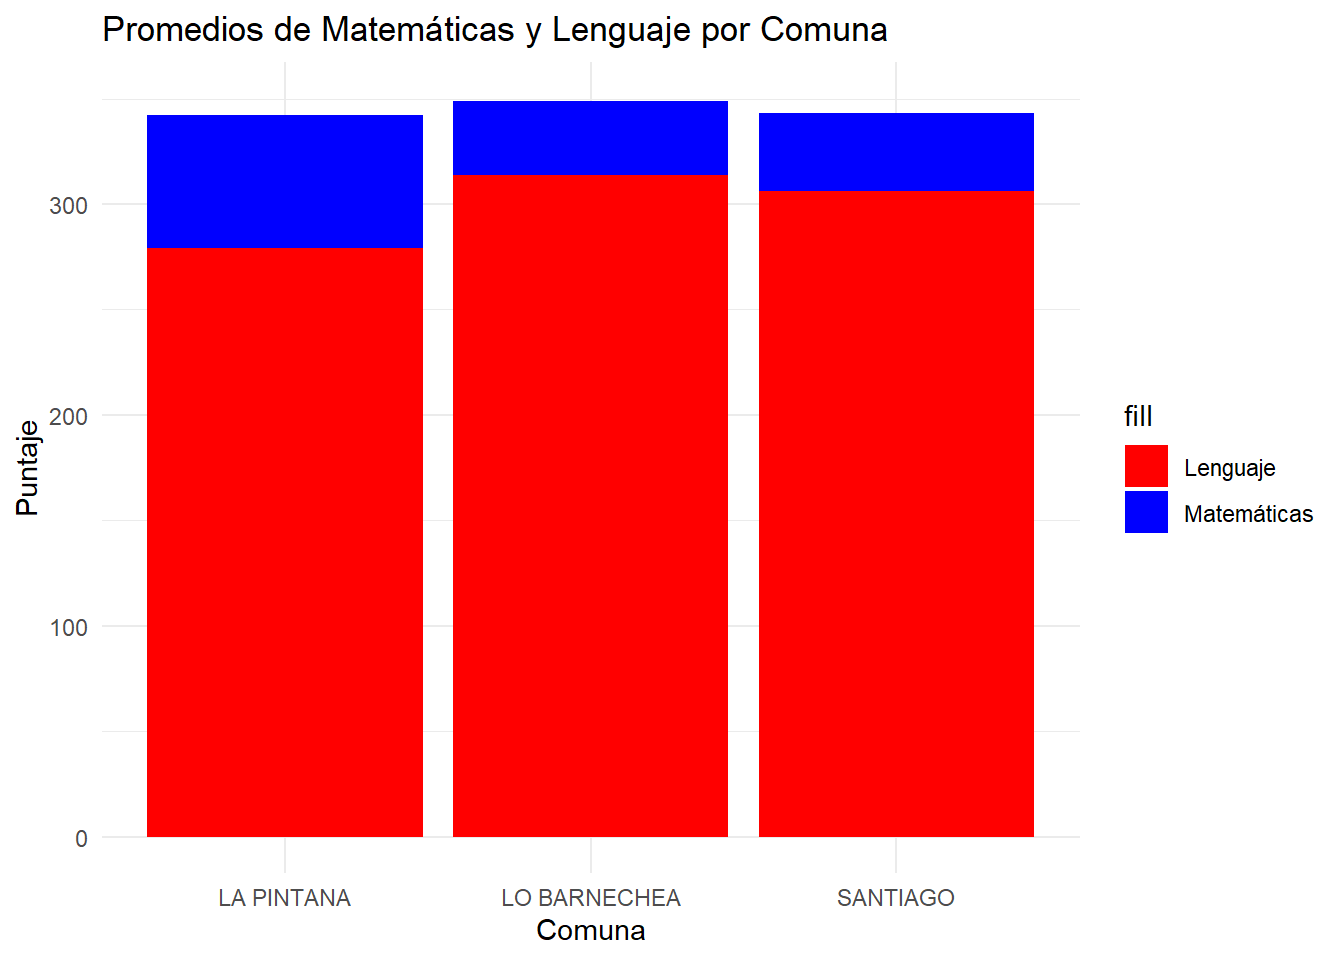 Promedios de Matemáticas y Lenguaje por Comuna
Puntaje
300
200
100
0
LA PINTANA
LO BARNECHEA
SANTIAGO
Comuna
fill
Lenguaje
Matemáticas